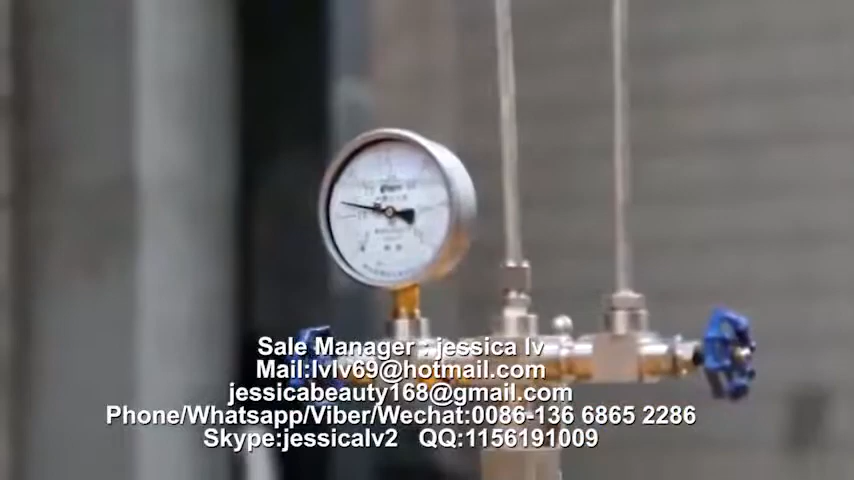 Sale Manager : jessica lv
Mail:lvlv69@hotmail.com
jessicabeauty168@gmail.com
Phone/Whatsapp/Viber/Wechat:0086-136 6865 2286
Skype:jessicalv2 QQ:1156191009